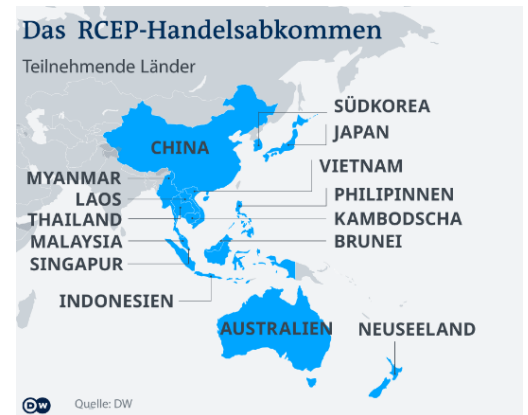 Das RCEP-Handelsabkommen
Teilnehmende Länder
SÜDKOREA
JAPAN
CHINA
VIETNAM
MYANMAR
PHILIPINNEN
LAOS
KAMBODSCHA
THAILAND
BRUNEI
MALAYSIA
SINGAPUR
INDONESIEN
AUSTRALIEN
NEUSEELAND
DW Quelle: DW